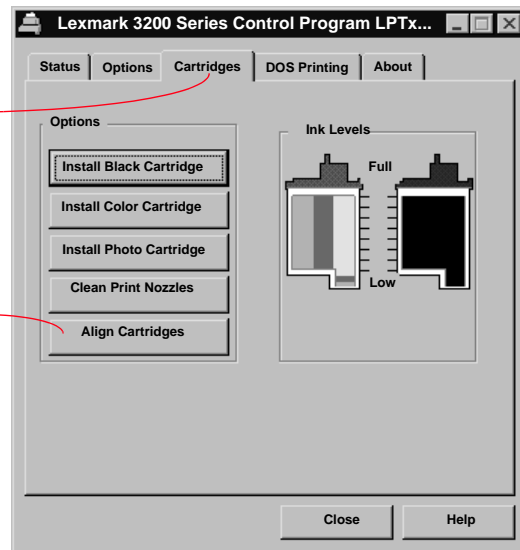 Lexmark 3200 Series Control Program LPTx...
Status Options Cartridges DOS Printing About
Options
Install Black Cartridge
Install Color Cartridge
Install Photo Cartridge
Clean Print Nozzles
Align Cartridges
Ink Levels
Full
Low
Close Help